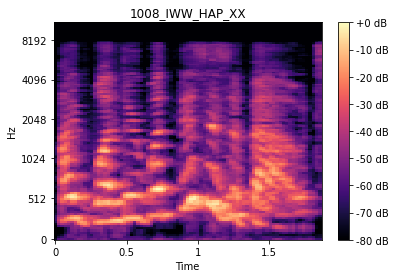 1008_IWW_HAP_XX
+0 dB
8192
-10 dB
4096
-20 dB
-30 dB
2048
Hz
-40 dB
1024
-50 dB
512
-60 dB
-70 dB
0
-80 dB
0 0.5 1 1.5
Time